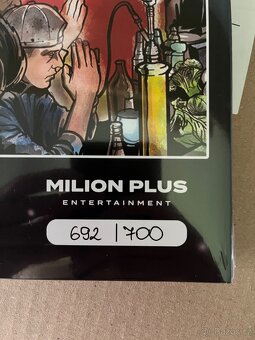 MILION PLUS
ENTERTAINMENT
692 | 700